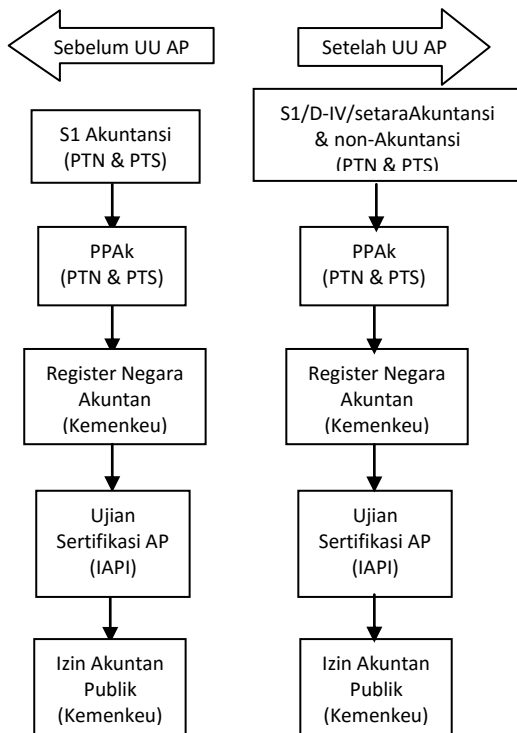 Sebelum UU AP
S1 Akuntansi
(PTN & PTS)
PPAk
(PTN & PTS)
Register Negara
Akuntan
(Kemenkeu)
Ujian
Sertifikasi AP
(IAPI)
Izin Akuntan
Publik
(Kemenkeu)
Setelah UU AP
S1/D-IV/setaraAkuntansi
& non-Akuntansi
(PTN & PTS)
PPAk
(PTN & PTS)
Register Negara
Akuntan
(Kemenkeu)
Ujian
Sertifikasi AP
(IAPI)
Izin Akuntan
Publik
(Kemenkeu)